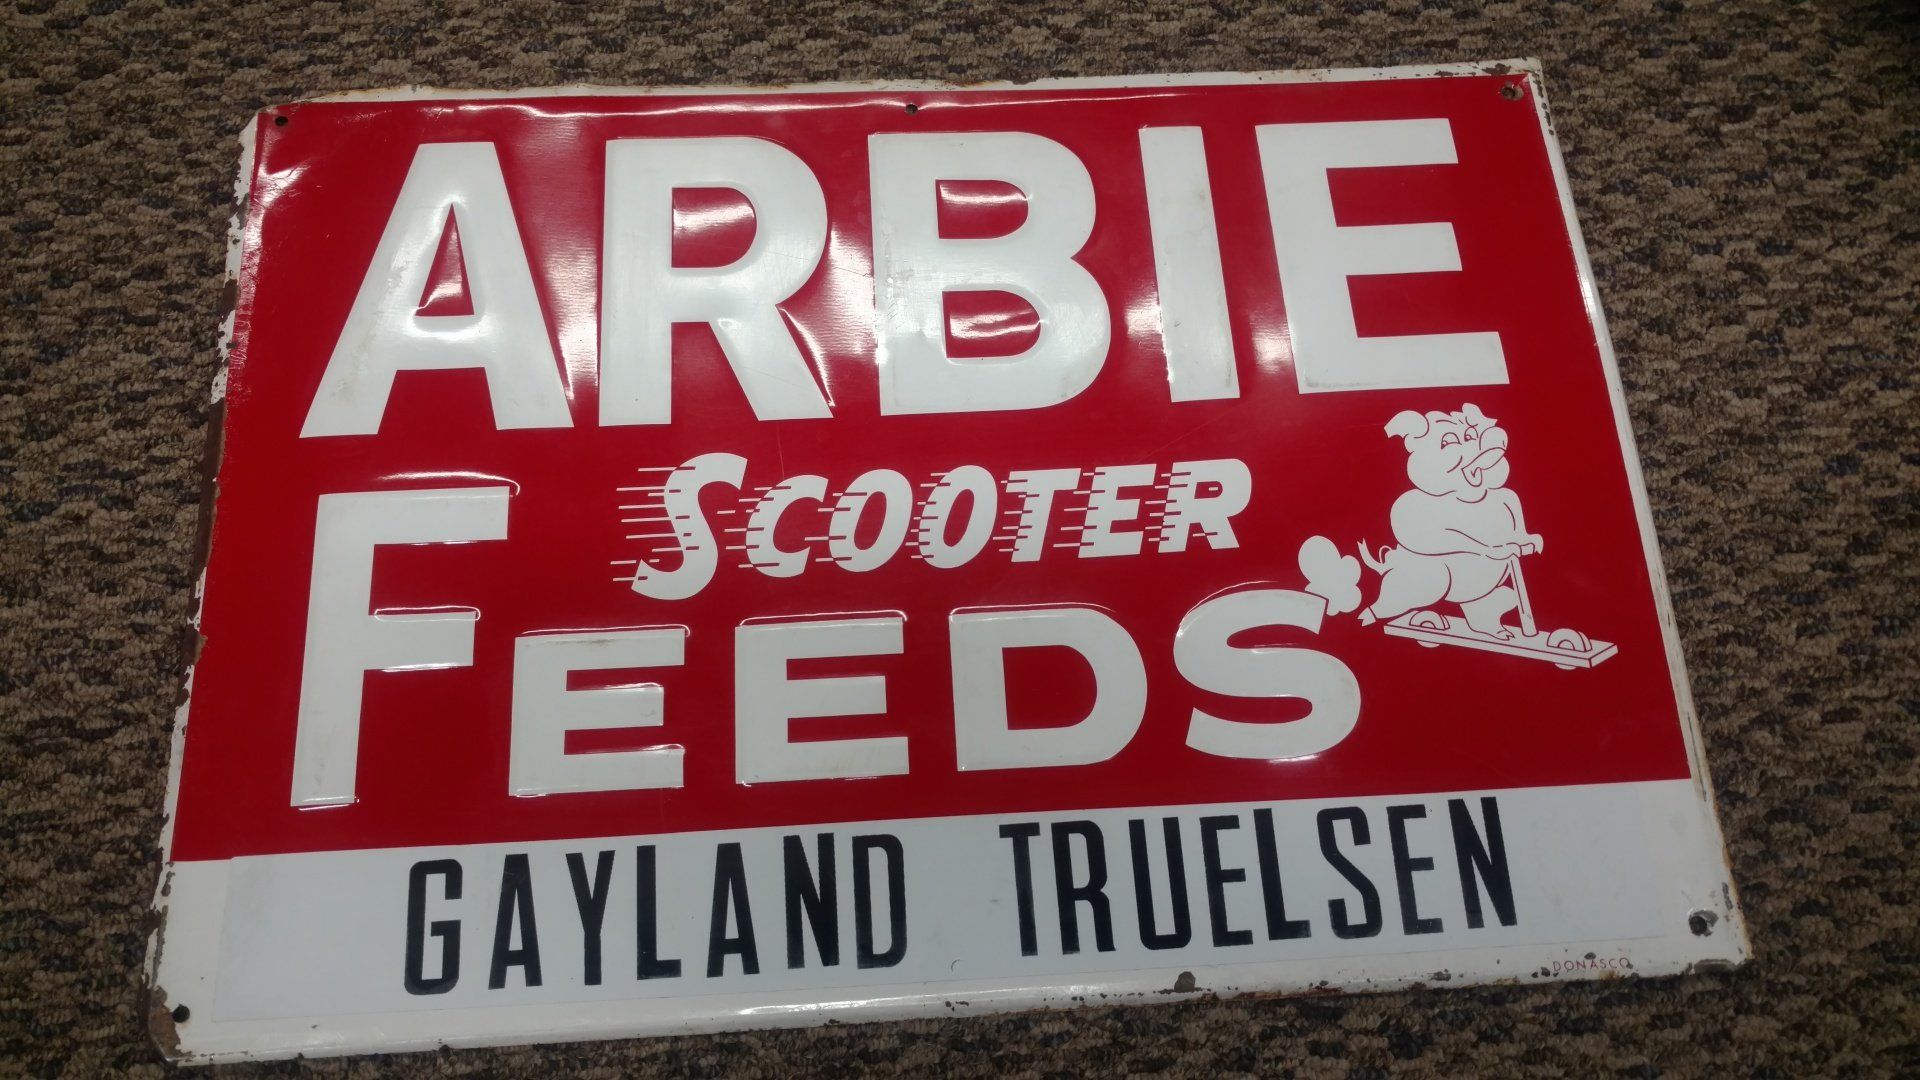 ARBIE
SCOOTER
FEEDS
GAYLAND TRUELSEN
DONASCO